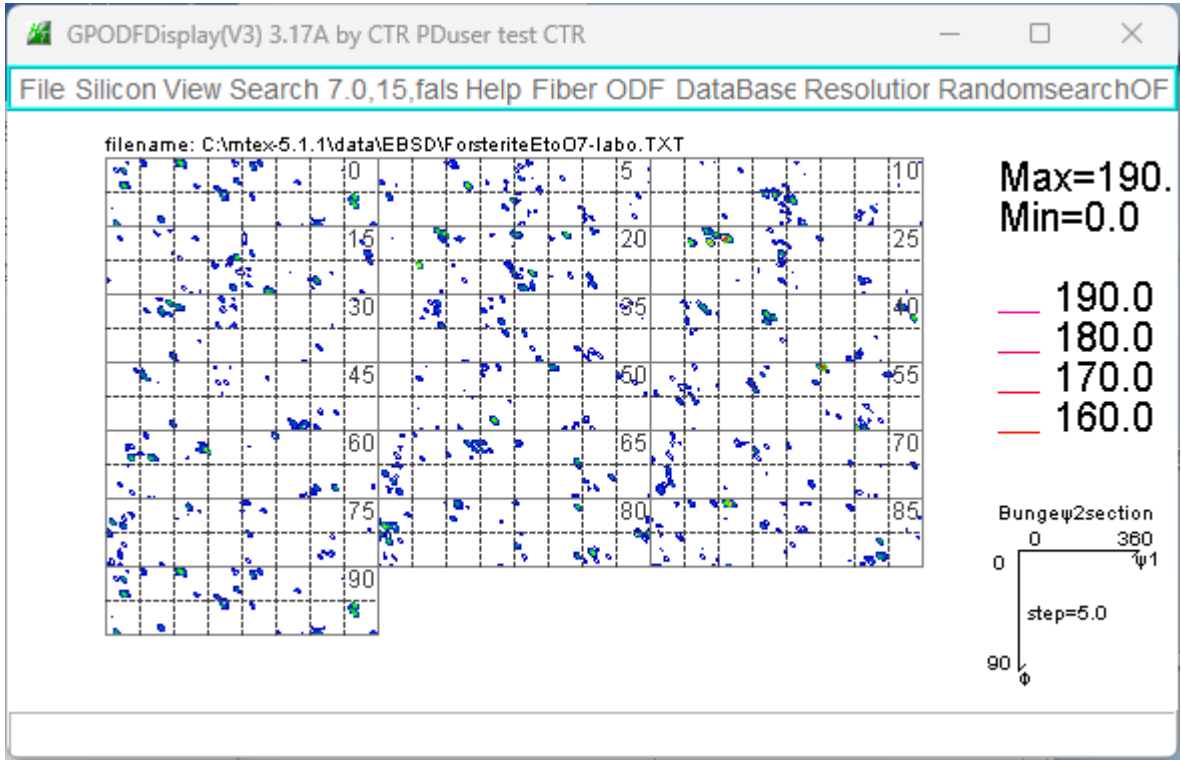 GPODFDisplay(V3) 3.17A by CTR PDuser test CTR
File Silicon View Search 7.0,15,fals Help Fiber ODF DataBase Resolution RandomsearchOF
filename: C:\mtex-5.1.1\data\EBSD\ForsteriteEtoO7-labo.TXT
0 5 10
15 20 25
30 35 40
45 50 55
60 65 70
75 80 85
90
Max=190.
Min=0.0
190.0
180.0
170.0
160.0
Bungeψ2section
0 360
0 ψ1
step=5.0
90
Φ